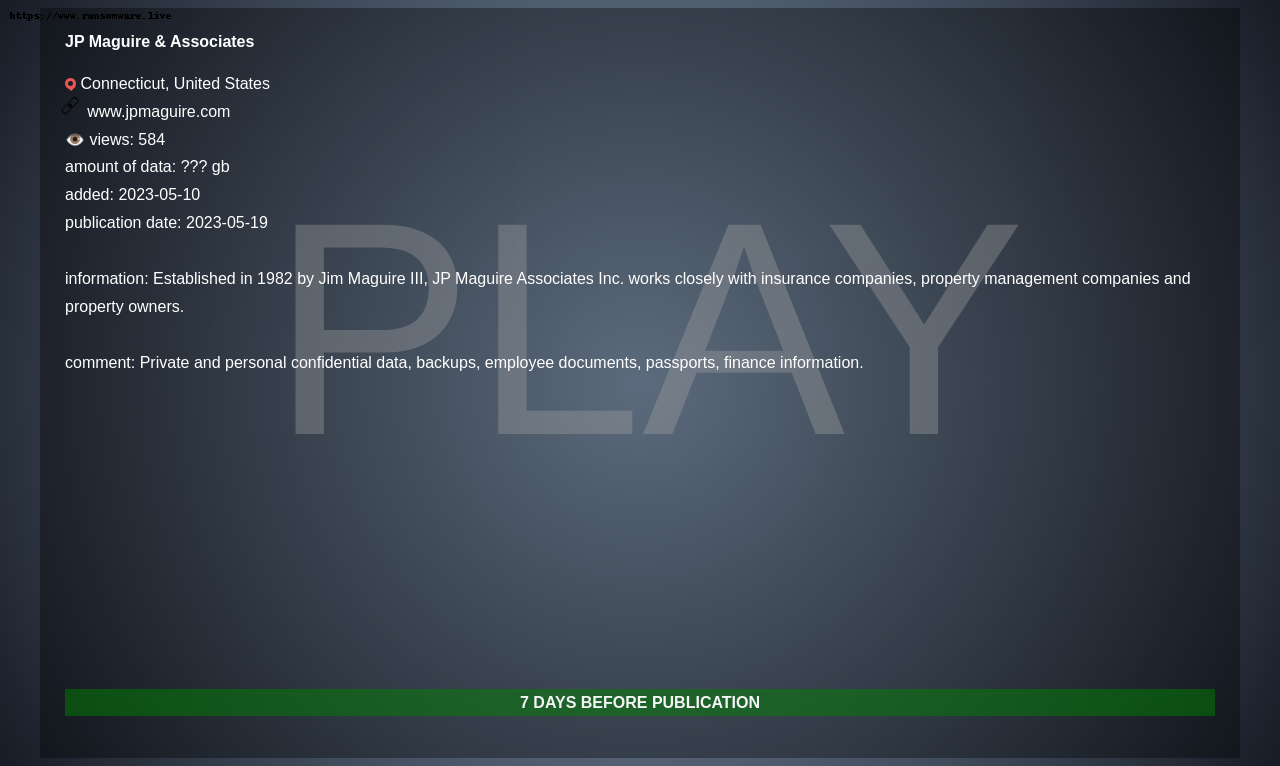 https://www.ransomware.live
JP Maguire & Associates
Connecticut, United States
www.jpmaguire.com
views: 584
amount of data: ??? gb
added: 2023-05-10
publication date: 2023-05-19
PLAY
information: Established in 1982 by Jim Maguire III, JP Maguire Associates Inc. works closely with insurance companies, property management companies and
property owners.
comment: Private and personal confidential data, backups, employee documents, passports, finance information.
7 DAYS BEFORE PUBLICATION